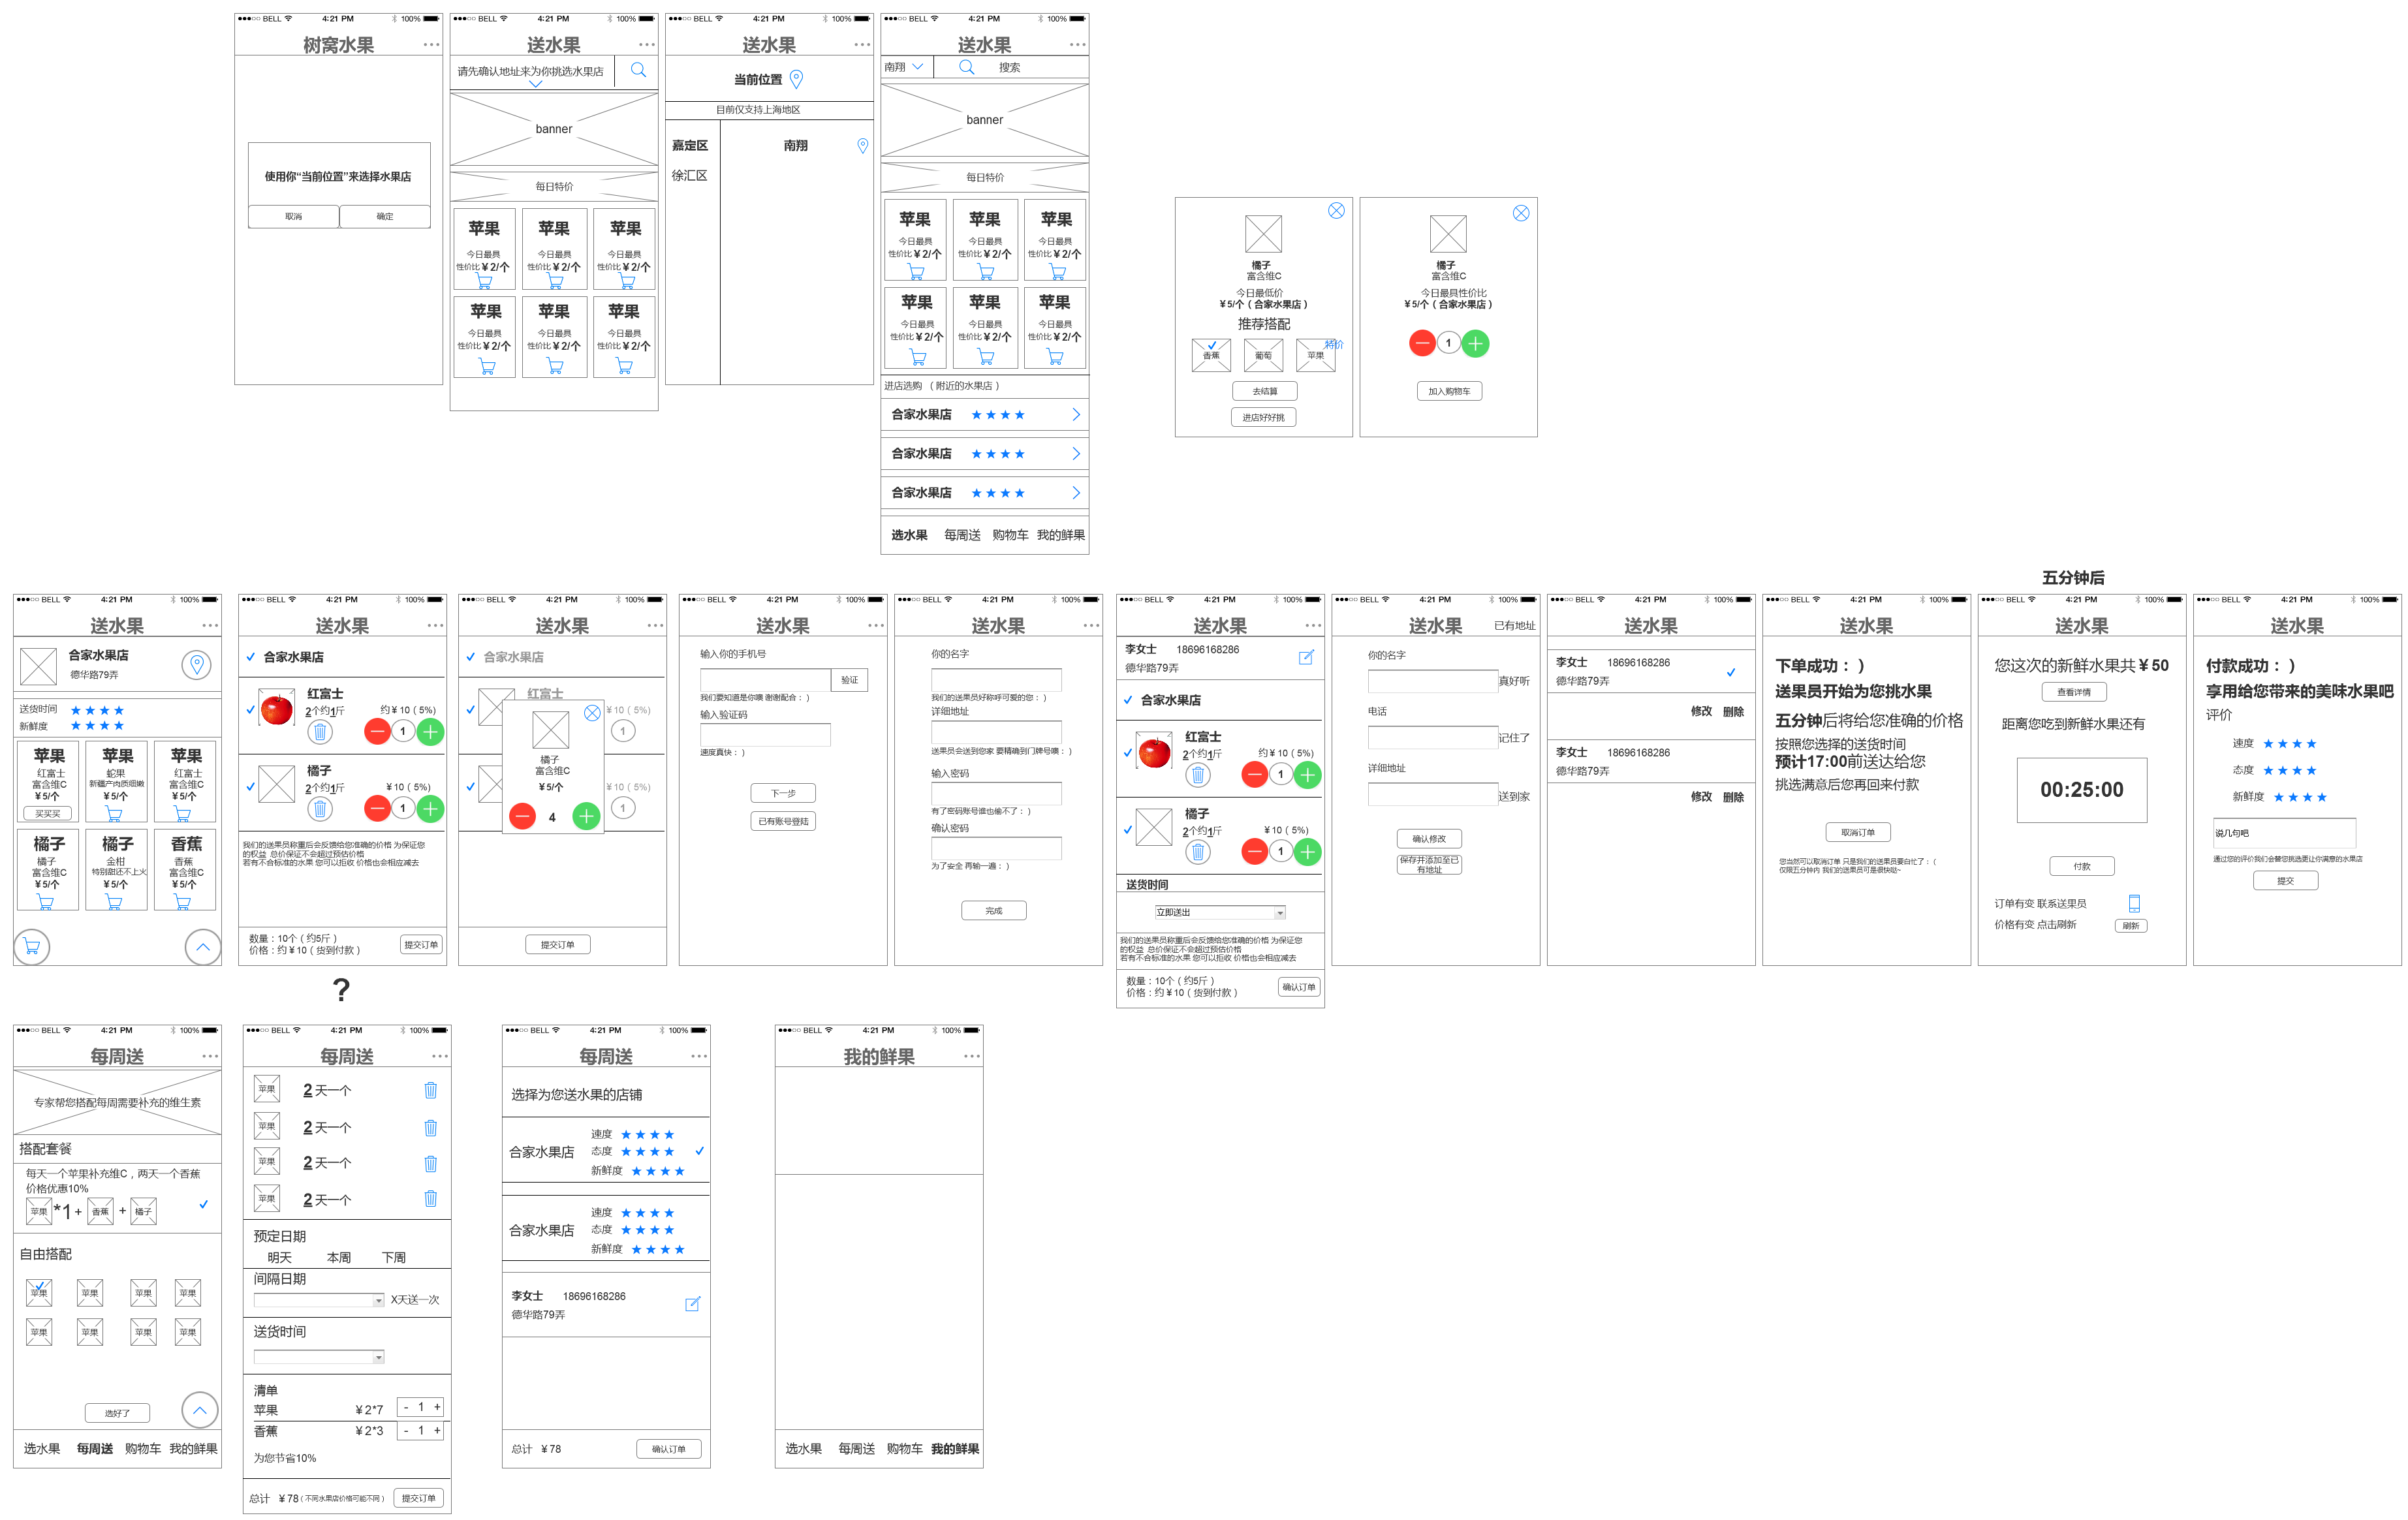 ●●●○○ BELL 4:21 PM 100%
树窝水果
使用你“当前位置”来选择水果店
取消 确定
●●●○○ BELL 4:21 PM 100%
送水果
请先确认地址来为你挑选水果店
banner
每日特价
苹果 苹果 苹果
今日最具 今日最具 今日最具
性价比¥2/个 性价比¥2/个 性价比¥2/个
苹果 苹果 苹果
今日最具 今日最具 今日最具
性价比¥2/个 性价比¥2/个 性价比¥2/个
●●●○○ BELL 4:21 PM 100%
送水果
当前位置
目前仅支持上海地区
嘉定区 南翔
徐汇区
●●●○○ BELL 4:21 PM 100%
送水果
南翔 搜索
banner
每日特价
苹果 苹果 苹果
今日最具 今日最具 今日最具
性价比¥2/个 性价比¥2/个 性价比¥2/个
苹果 苹果 苹果
今日最具 今日最具 今日最具
性价比¥2/个 性价比¥2/个 性价比¥2/个
进店选购 （附近的水果店）
合家水果店 ★★★★
合家水果店 ★★★★
合家水果店 ★★★★
选水果 每周送 购物车 我的鲜果
橘子
富含维C
今日最低价
¥5/个（合家水果店）
推荐搭配
特价
香蕉 葡萄 苹果
去结算
进店好好挑
橘子
富含维C
今日最具性价比
¥5/个（合家水果店）
1
加入购物车
●●●○○ BELL 4:21 PM 100%
送水果
合家水果店
德华路79弄
送货时间 ★★★★
新鲜度 ★★★★
苹果 苹果 苹果
红富士 蛇果 红富士
富含维C 新疆产肉质细嫩 富含维C
¥5/个 ¥5/个 ¥5/个
买买买
橘子 橘子 香蕉
橘子 金柑 香蕉
富含维C 特别甜还不上火 富含维C
¥5/个 ¥5/个 ¥5/个
●●●○○ BELL 4:21 PM 100%
送水果
合家水果店
红富士
2个约1斤 约¥10（5%）
1
橘子
2个约1斤 ¥10（5%）
1
我们的送果员称重后会反馈给您准确的价格 为保证您
的权益 总价保证不会超过预估价格
若有不合标准的水果 您可以拒收 价格也会相应减去
数量：10个（约5斤）
价格：约¥10（货到付款）
提交订单
?
●●●○○ BELL 4:21 PM 100%
送水果
合家水果店
红富士
¥10（5%）
1
橘子
富含维C
¥5/个
4
¥10（5%）
1
提交订单
●●●○○ BELL 4:21 PM 100%
送水果
输入你的手机号
验证
我们要知道是你噢 谢谢配合：）
输入验证码
速度真快：）
下一步
已有账号登陆
●●●○○ BELL 4:21 PM 100%
送水果
你的名字
我们的送果员好称呼可爱的您：）
详细地址
送果员会送到您家 要精确到门牌号噢：）
输入密码
有了密码账号谁也偷不了：）
确认密码
为了安全 再输一遍：）
完成
●●●○○ BELL 4:21 PM 100%
送水果
李女士 18696168286
德华路79弄
合家水果店
红富士
2个约1斤 约¥10（5%）
1
橘子
2个约1斤 ¥10（5%）
1
送货时间
立即送出
我们的送果员称重后会反馈给您准确的价格 为保证您
的权益 总价保证不会超过预估价格
若有不合标准的水果 您可以拒收 价格也会相应减去
数量：10个（约5斤）
价格：约¥10（货到付款）
确认订单
●●●○○ BELL 4:21 PM 100%
送水果 已有地址
你的名字
真好听
电话
记住了
详细地址
送到家
确认修改
保存并添加至已
有地址
●●●○○ BELL 4:21 PM 100%
送水果
李女士 18696168286
德华路79弄
修改 删除
李女士 18696168286
德华路79弄
修改 删除
●●●○○ BELL 4:21 PM 100%
送水果
下单成功：）
送果员开始为您挑水果
五分钟后将给您准确的价格
按照您选择的送货时间
预计17:00前送达给您
挑选满意后您再回来付款
取消订单
您当然可以取消订单 只是我们的送果员要白忙了：（
仅限五分钟内 我们的送果员可是很快哒~
五分钟后
●●●○○ BELL 4:21 PM 100%
送水果
您这次的新鲜水果共¥50
查看详情
距离您吃到新鲜水果还有
00:25:00
付款
订单有变 联系送果员
价格有变 点击刷新 刷新
●●●○○ BELL 4:21 PM 100%
送水果
付款成功：）
享用给您带来的美味水果吧
评价
速度 ★★★★
态度 ★★★★
新鲜度 ★★★★
说几句吧
通过您的评价我们会替您挑选更让你满意的水果店
提交
●●●○○ BELL 4:21 PM 100%
每周送
专家帮您搭配每周需要补充的维生素
搭配套餐
每天一个苹果补充维C，两天一个香蕉
价格优惠10%
苹果 *1 + 香蕉 + 橘子
自由搭配
苹果 苹果 苹果 苹果
苹果 苹果 苹果 苹果
选好了
选水果 每周送 购物车 我的鲜果
●●●○○ BELL 4:21 PM 100%
每周送
苹果 2 天一个
苹果 2 天一个
苹果 2 天一个
苹果 2 天一个
预定日期
明天 本周 下周
间隔日期
X天送一次
送货时间
清单
苹果 ¥2*7 - 1 +
香蕉 ¥2*3 - 1 +
为您节省10%
总计 ¥78（不同水果店价格可能不同） 提交订单
●●●○○ BELL 4:21 PM 100%
每周送
选择为您送水果的店铺
速度 ★★★★
合家水果店 态度 ★★★★
新鲜度 ★★★★
速度 ★★★★
合家水果店 态度 ★★★★
新鲜度 ★★★★
李女士 18696168286
德华路79弄
总计 ¥78 确认订单
●●●○○ BELL 4:21 PM 100%
我的鲜果
选水果 每周送 购物车 我的鲜果